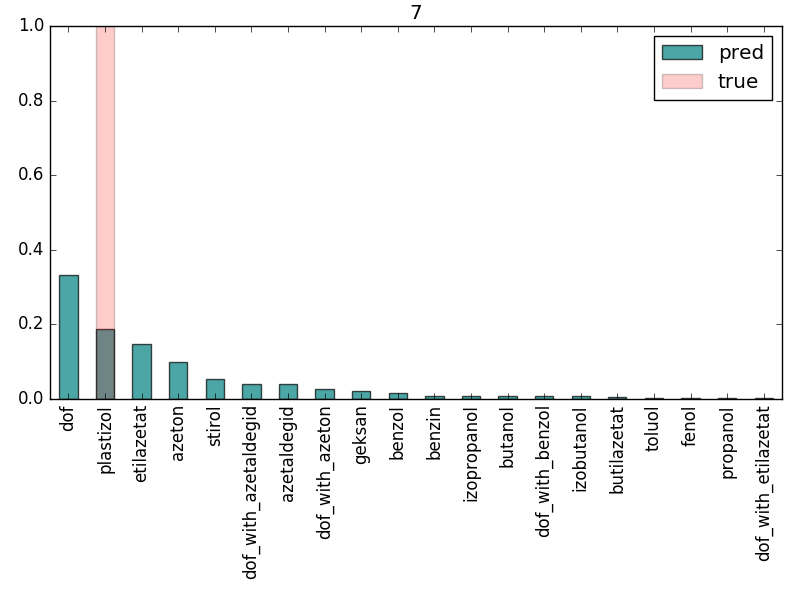 7
1.0
0.8
0.6
0.4
0.2
0.0
pred
true
dof
plastizol
etilazetat
azeton
stirol
dof_with_azetaldegid
azetaldegid
dof_with_azeton
geksan
benzol
benzin
izopropanol
butanol
dof_with_benzol
izobutanol
butilazetat
toluol
fenol
propanol
dof_with_etilazetat